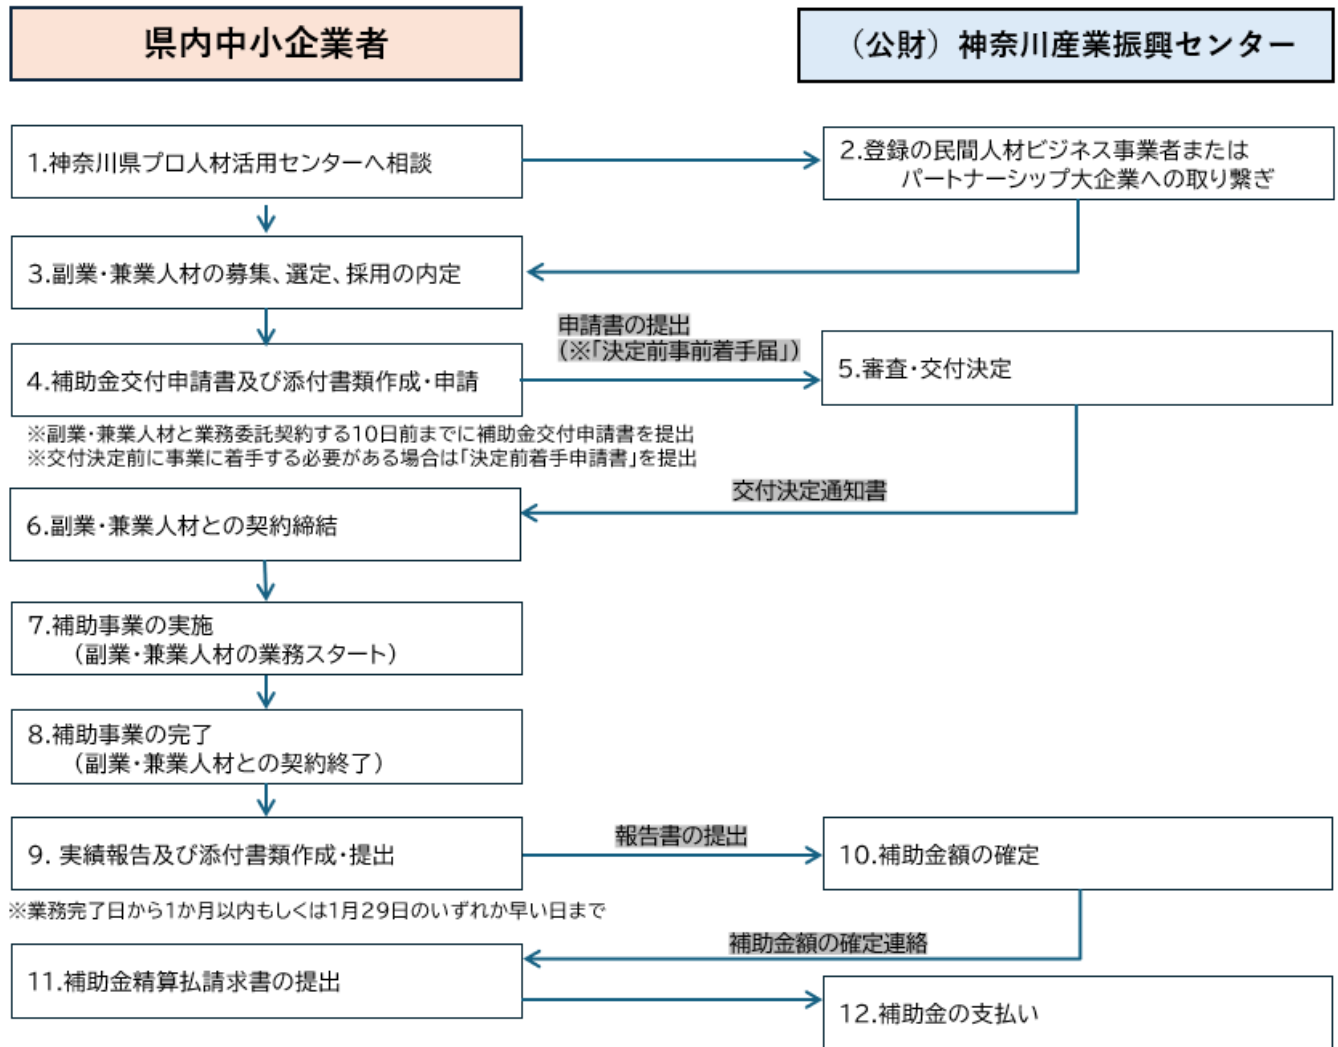 県内中小企業者
（公財）神奈川産業振興センター
1.神奈川県プロ人材活用センターへ相談
2.登録の民間人材ビジネス事業者または
パートナーシップ大企業への取り繋ぎ
3.副業・兼業人材の募集、選定、採用の内定
申請書の提出
（※「決定前事前着手届」）
4.補助金交付申請書及び添付書類作成・申請
5.審査・交付決定
※副業・兼業人材と業務委託契約する10日前までに補助金交付申請書を提出
※交付決定前に事業に着手する必要がある場合は「決定前着手申請書」を提出
交付決定通知書
6.副業・兼業人材との契約締結
7.補助事業の実施
（副業・兼業人材の業務スタート）
8.補助事業の完了
（副業・兼業人材との契約終了）
報告書の提出
9. 実績報告及び添付書類作成・提出
10.補助金額の確定
※業務完了日から1か月以内もしくは1月29日のいずれか早い日まで
補助金額の確定連絡
11.補助金精算払請求書の提出
12.補助金の支払い